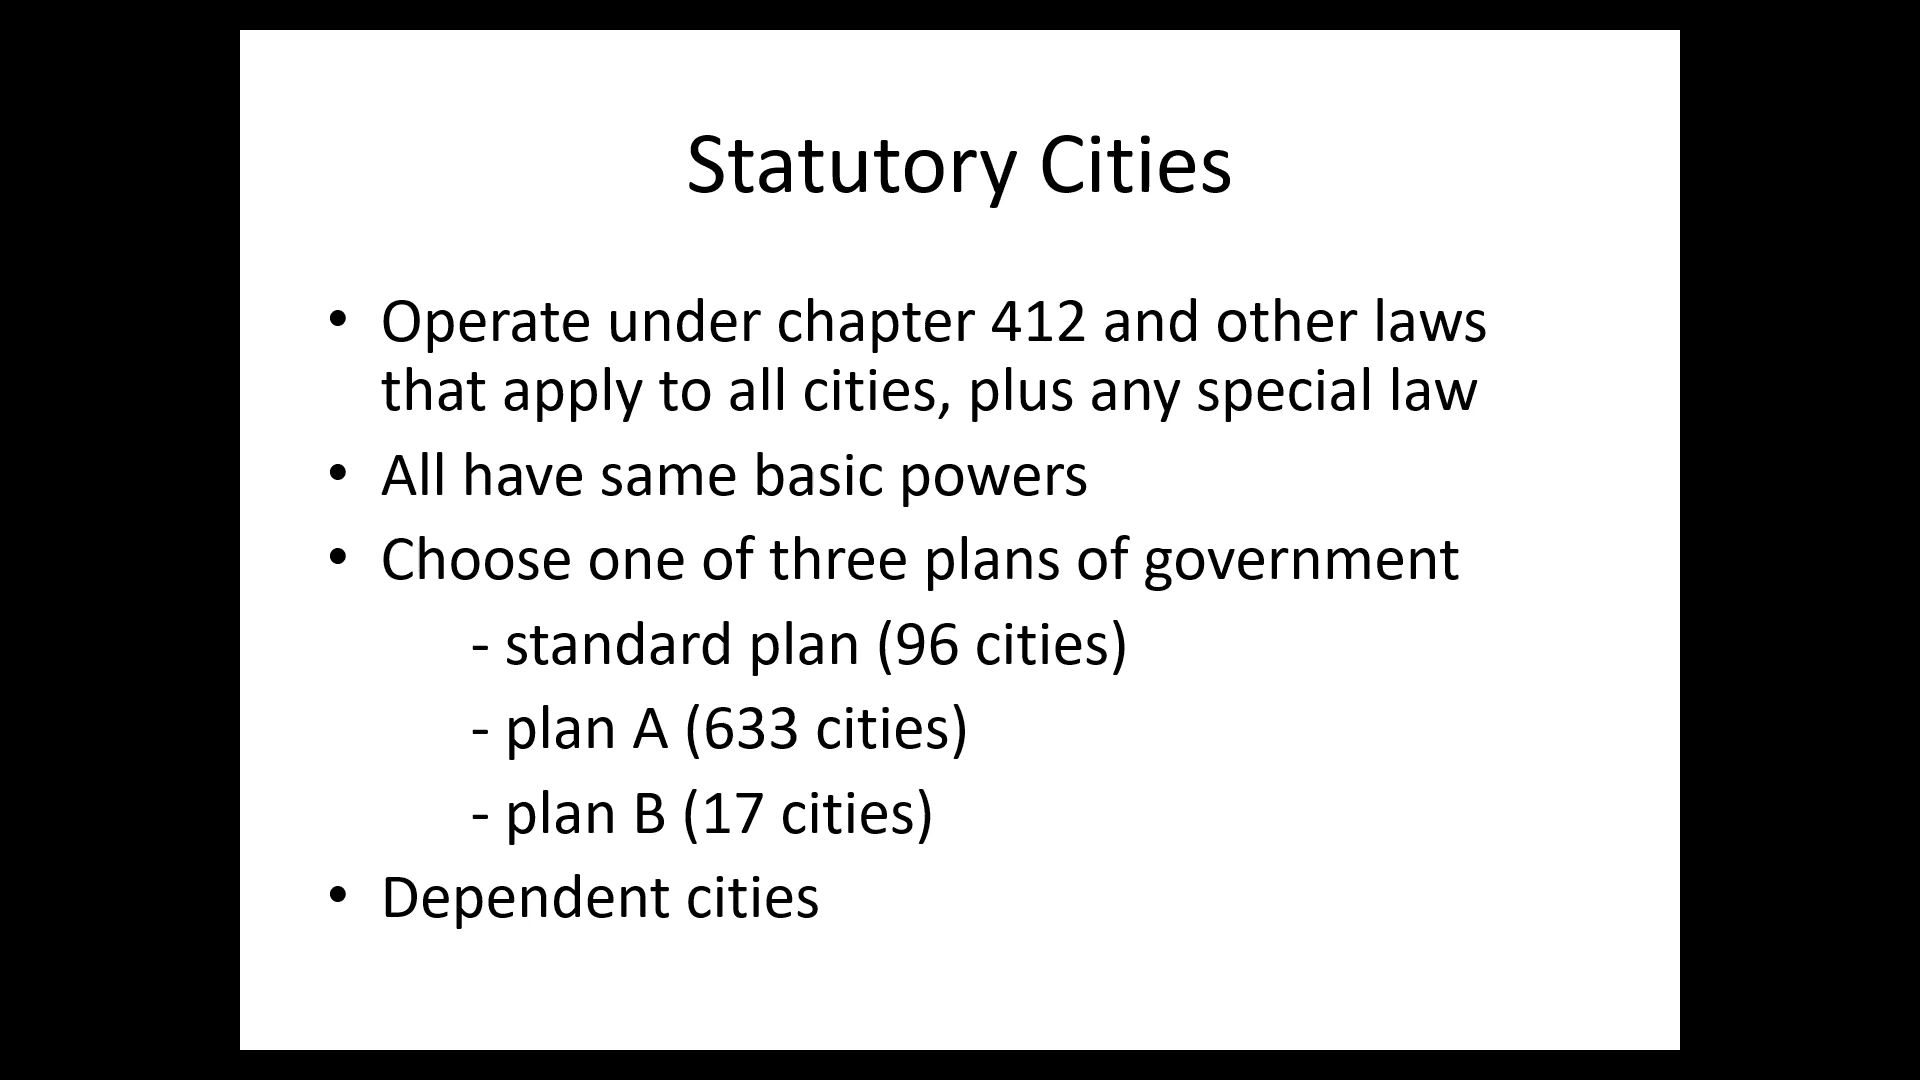 Statutory Cities
• Operate under chapter 412 and other laws
that apply to all cities, plus any special law
• All have same basic powers
• Choose one of three plans of government
- standard plan (96 cities)
- plan A (633 cities)
- plan B (17 cities)
• Dependent cities